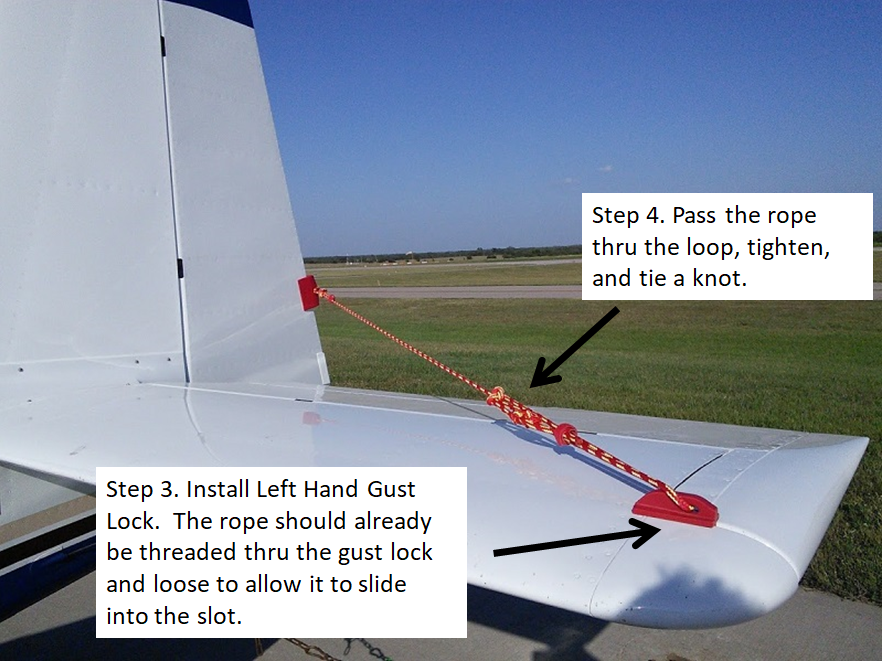 Step 4. Pass the rope
thru the loop, tighten,
and tie a knot.
Step 3. Install Left Hand Gust
Lock.  The rope should already
be threaded thru the gust lock
and loose to allow it to slide
into the slot.